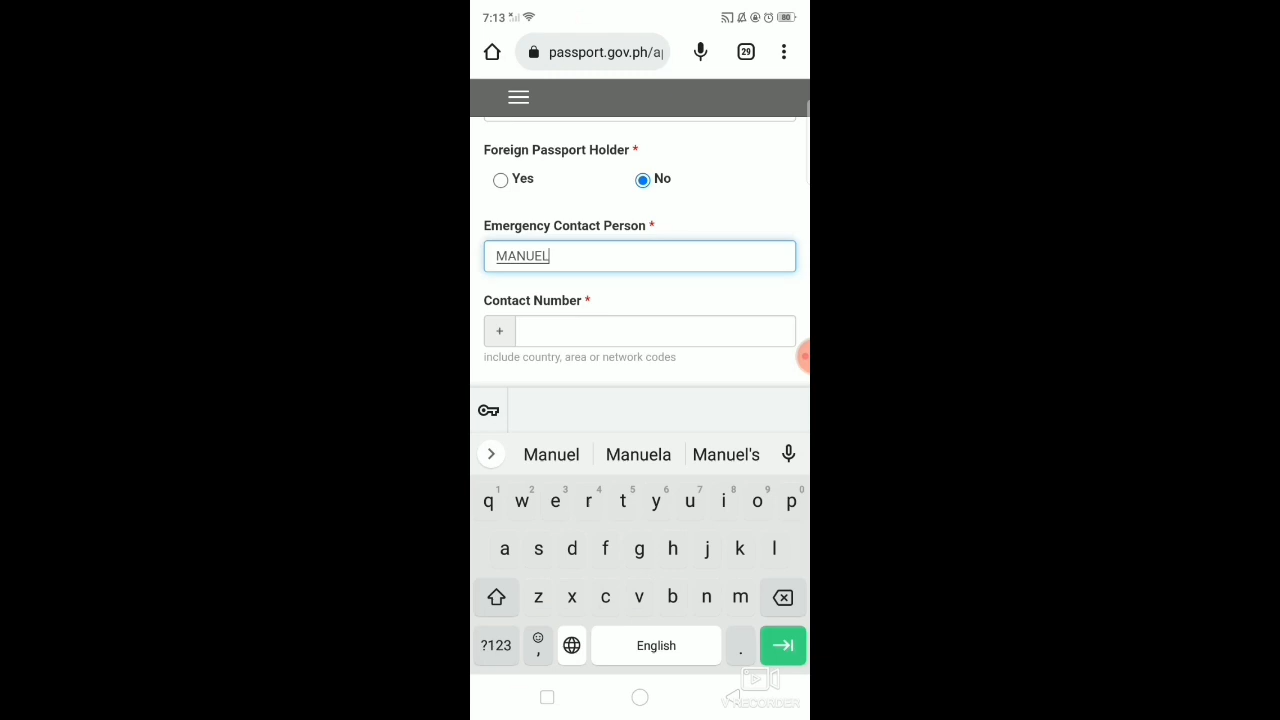 7:13
80
passport.gov.ph/a
29
Foreign Passport Holder *
Yes No
Emergency Contact Person *
MANUEL
Contact Number *
+
include country, area or network codes
Manuel Manuela Manuel's
1 2 3 4 5 6 7 8 9 0
q w e r t y u i o p
a s d f g h j k l
z x c v b n m
?123 , English .
V RECORDER